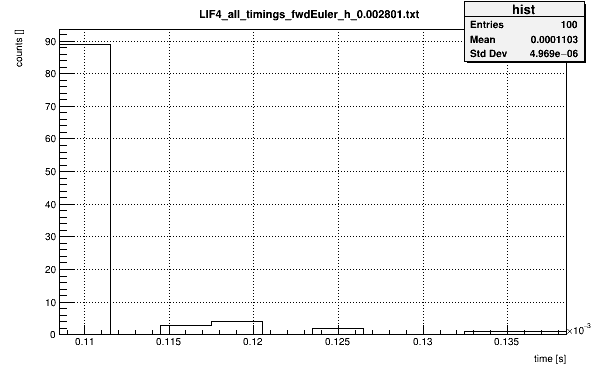 LIF4_all_timings_fwdEuler_h_0.002801.txt
hist
Entries 100
Mean 0.0001103
Std Dev 4.969e−06
counts []
90
80
70
60
50
40
30
20
10
0
0.11 0.115 0.12 0.125 0.13 0.135
×10⁻³
time [s]